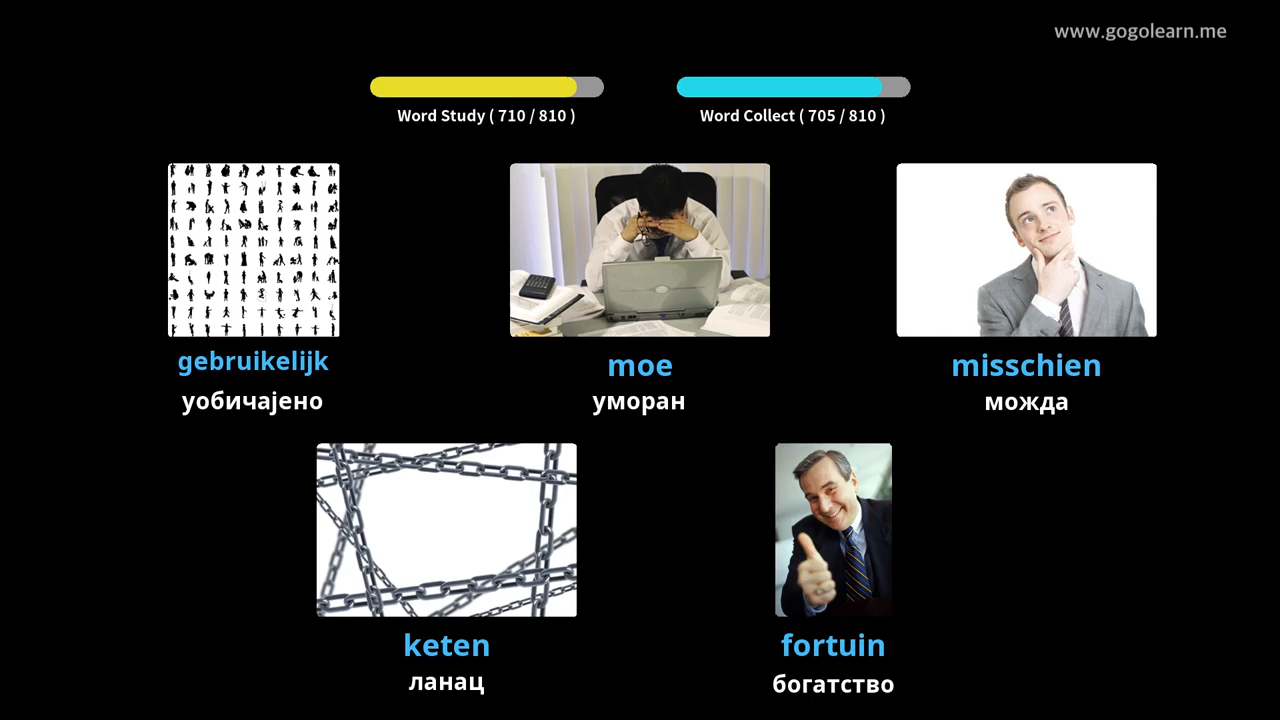 www.gogolearn.me
Word Study ( 710 / 810 )
Word Collect ( 705 / 810 )
gebruikelijk
уобичајено
moe
уморан
misschien
можда
keten
ланац
fortuin
богатство